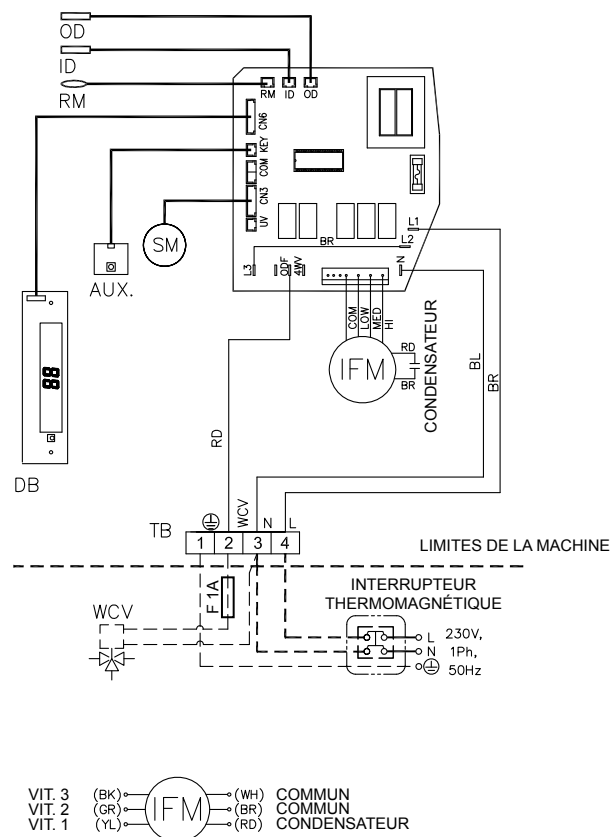 OD
ID
RM
RM ID OD
CN6
KEY
COM
CN3
UV
SM
AUX.
L1
L2
BR
L3
ODF
4WV
N
COM
LOW
MED
HI
IFM
RD
BR
CONDENSATEUR
BL
BR
88
DB
RD
WCV
N
L
TB
1 2 3 4
LIMITES DE LA MACHINE
F 1A
WCV
INTERRUPTEUR
THERMOMAGNÉTIQUE
L 230V,
N 1Ph,
50Hz
VIT. 3 (BK) (WH) COMMUN
VIT. 2 (GR) IFM (BR) COMMUN
VIT. 1 (YL) (RD) CONDENSATEUR